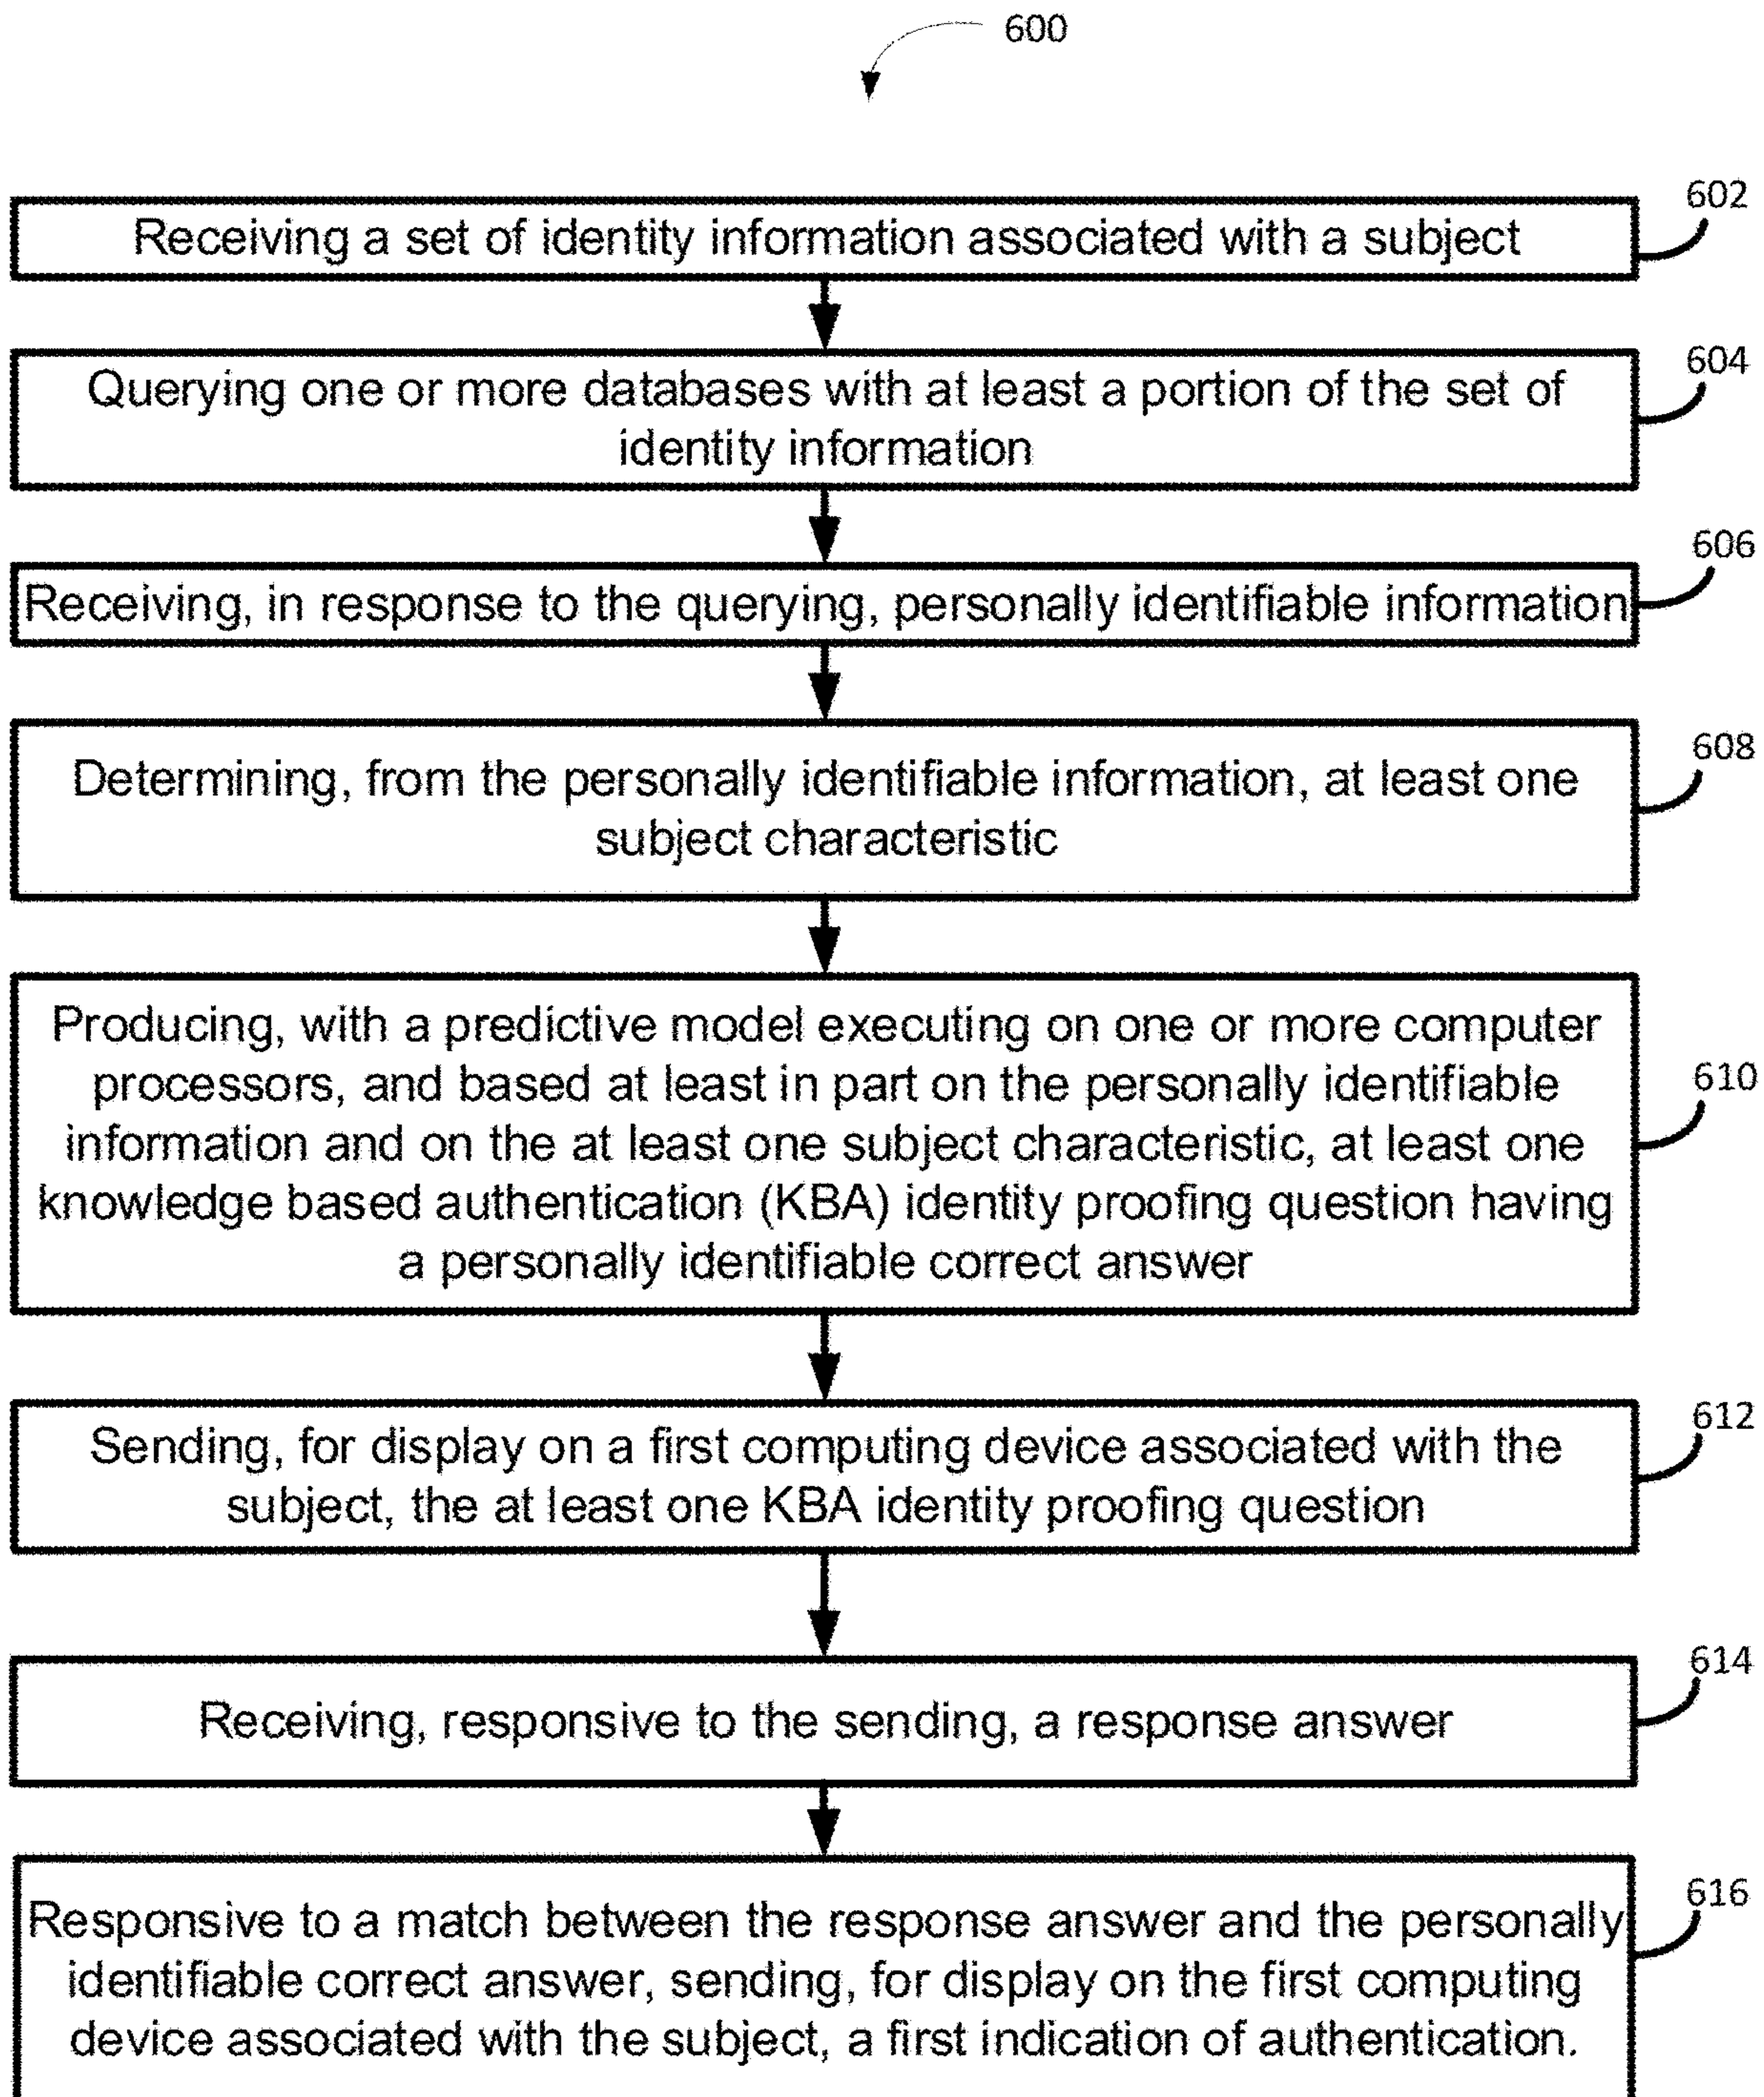 600
602
Receiving a set of identity information associated with a subject
604
Querying one or more databases with at least a portion of the set of
identity information
606
Receiving, in response to the querying, personally identifiable information
608
Determining, from the personally identifiable information, at least one
subject characteristic
Producing, with a predictive model executing on one or more computer
processors, and based at least in part on the personally identifiable
610
information and on the at least one subject characteristic, at least one
knowledge based authentication (KBA) identity proofing question having
a personally identifiable correct answer
612
Sending, for display on a first computing device associated with the
subject, the at least one KBA identity proofing question
614
Receiving, responsive to the sending, a response answer
616
Responsive to a match between the response answer and the personally
identifiable correct answer, sending, for display on the first computing
device associated with the subject, a first indication of authentication.